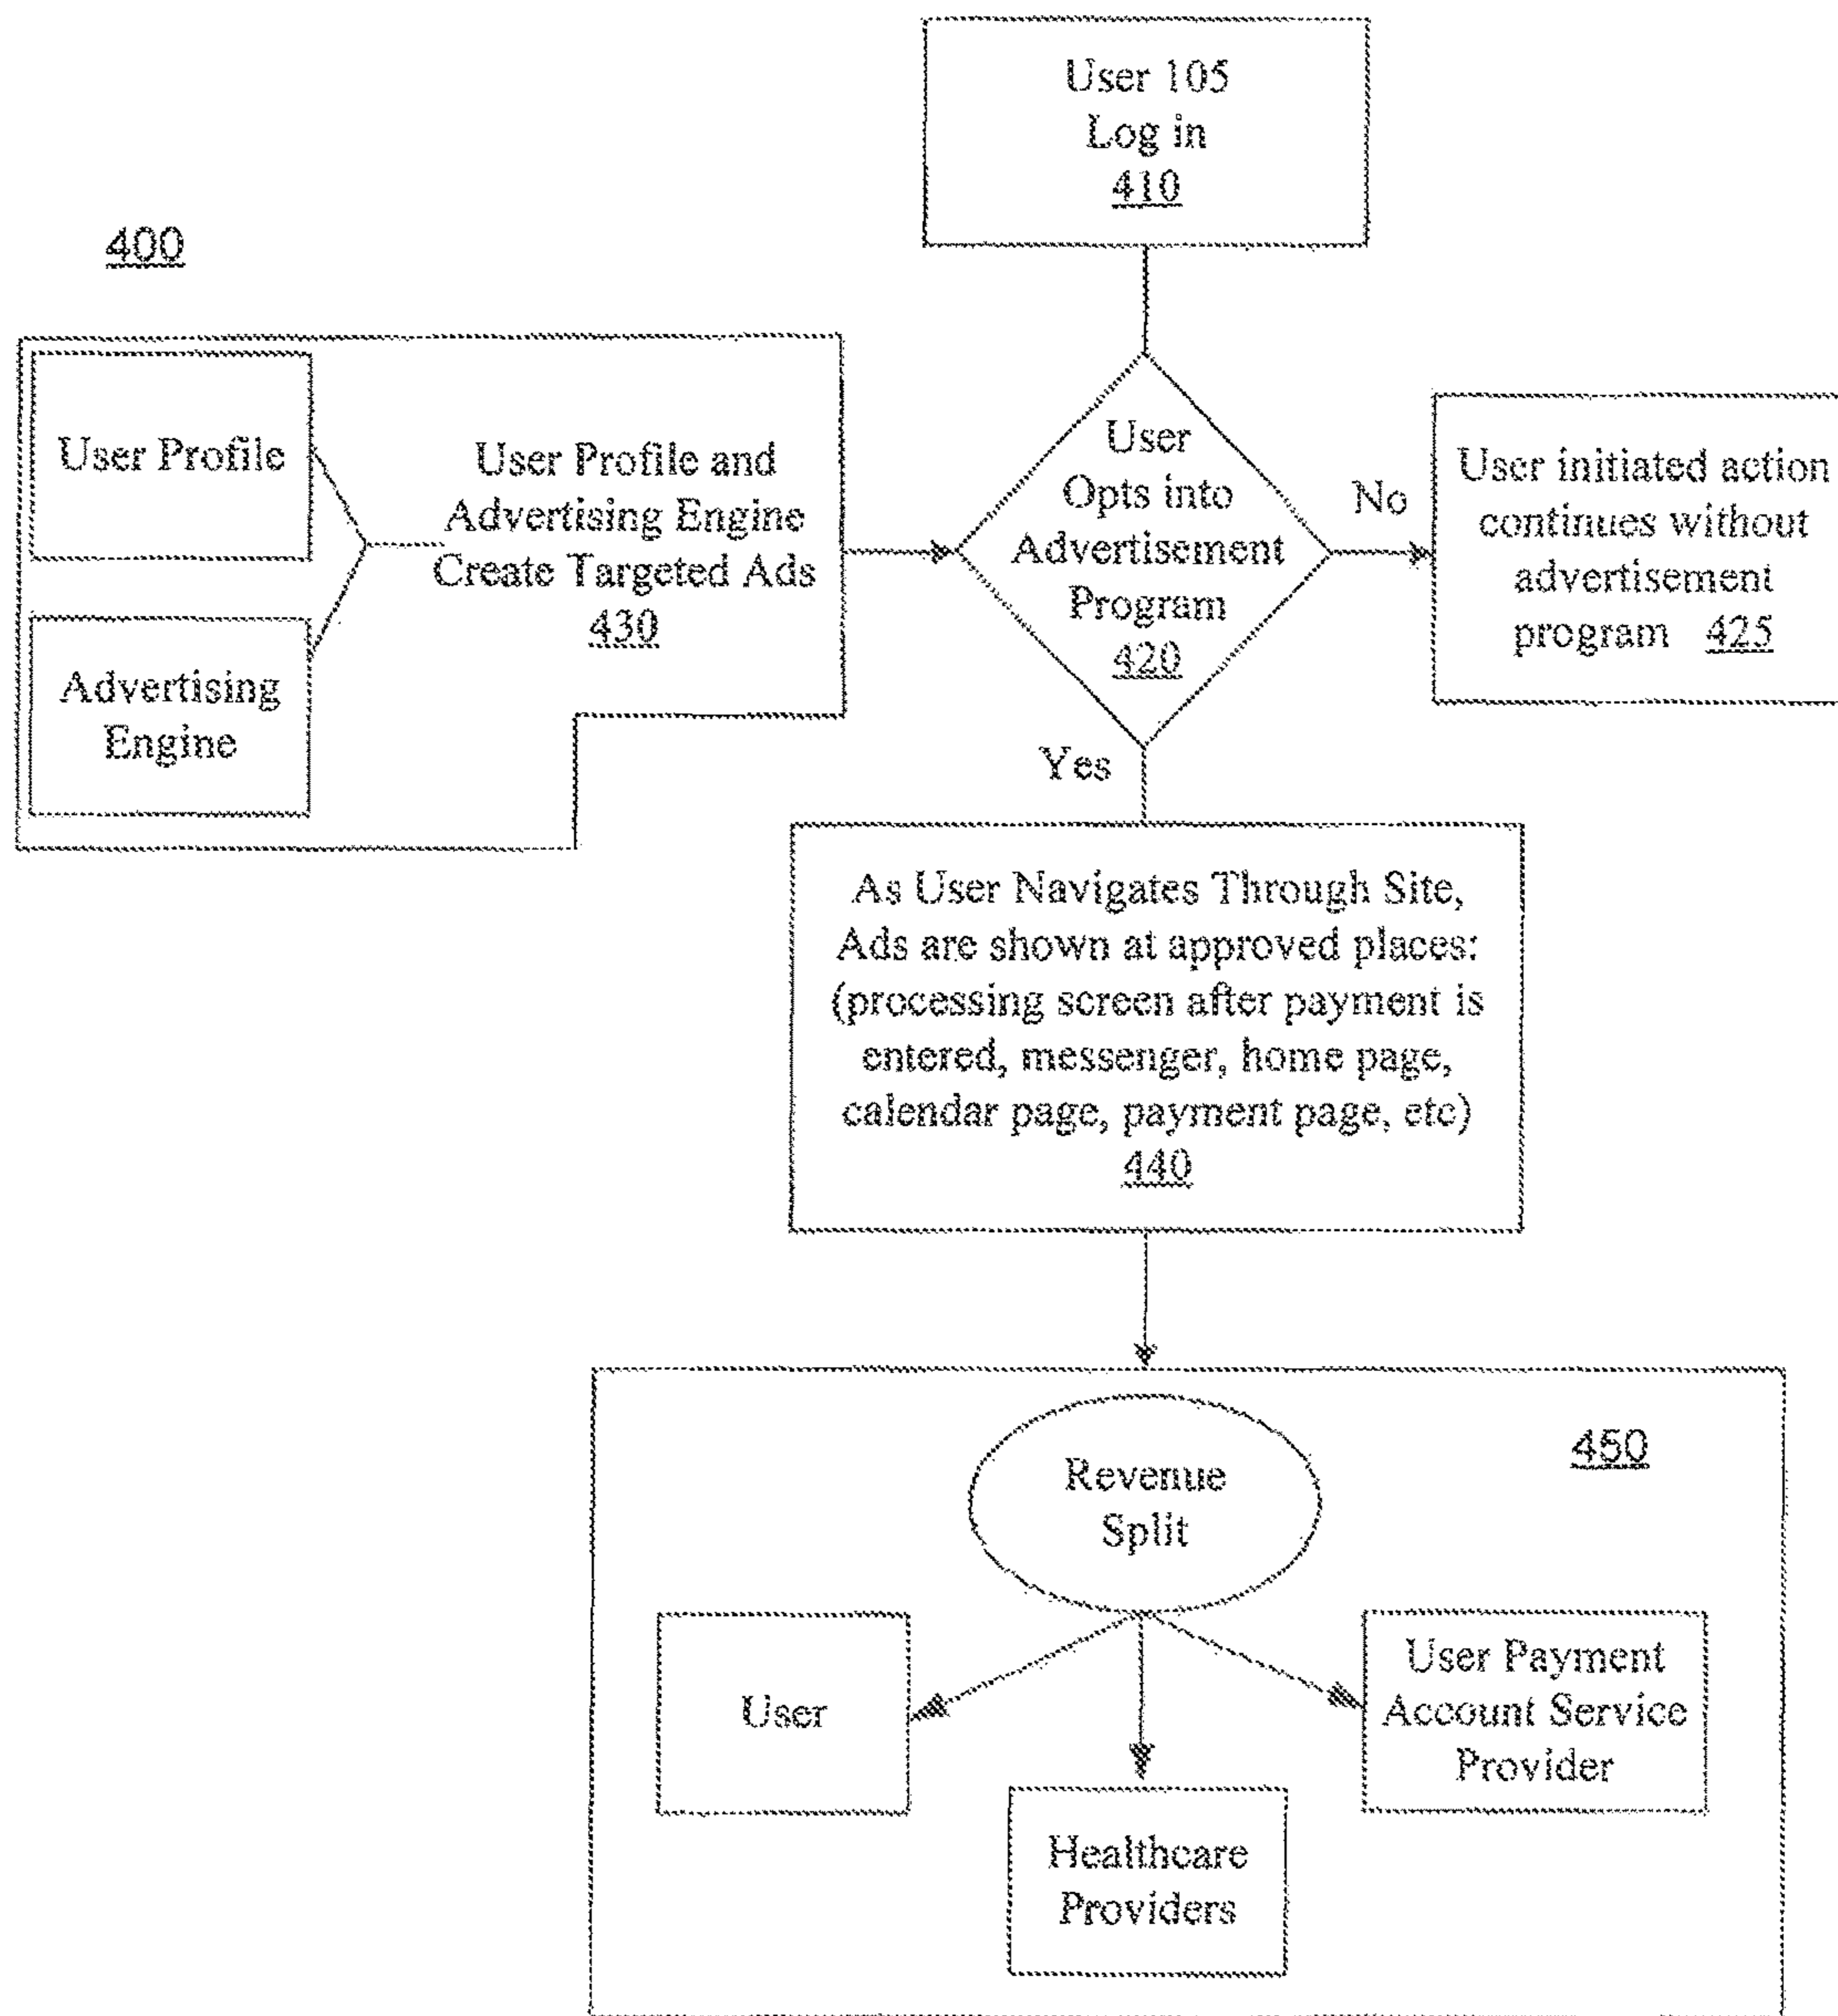 User 105
Log in
410
400
User Profile
Advertising
Engine
User Profile and
Advertising Engine
Create Targeted Ads
430
User
Opts into
Advertisement
Program
420
No
User initiated action
continues without
advertisement
program 425
Yes
As User Navigates Through Site,
Ads are shown at approved places:
(processing screen after payment is
entered, messenger, home page,
calendar page, payment page, etc)
440
450
Revenue
Split
User
Healthcare
Providers
User Payment
Account Service
Provider